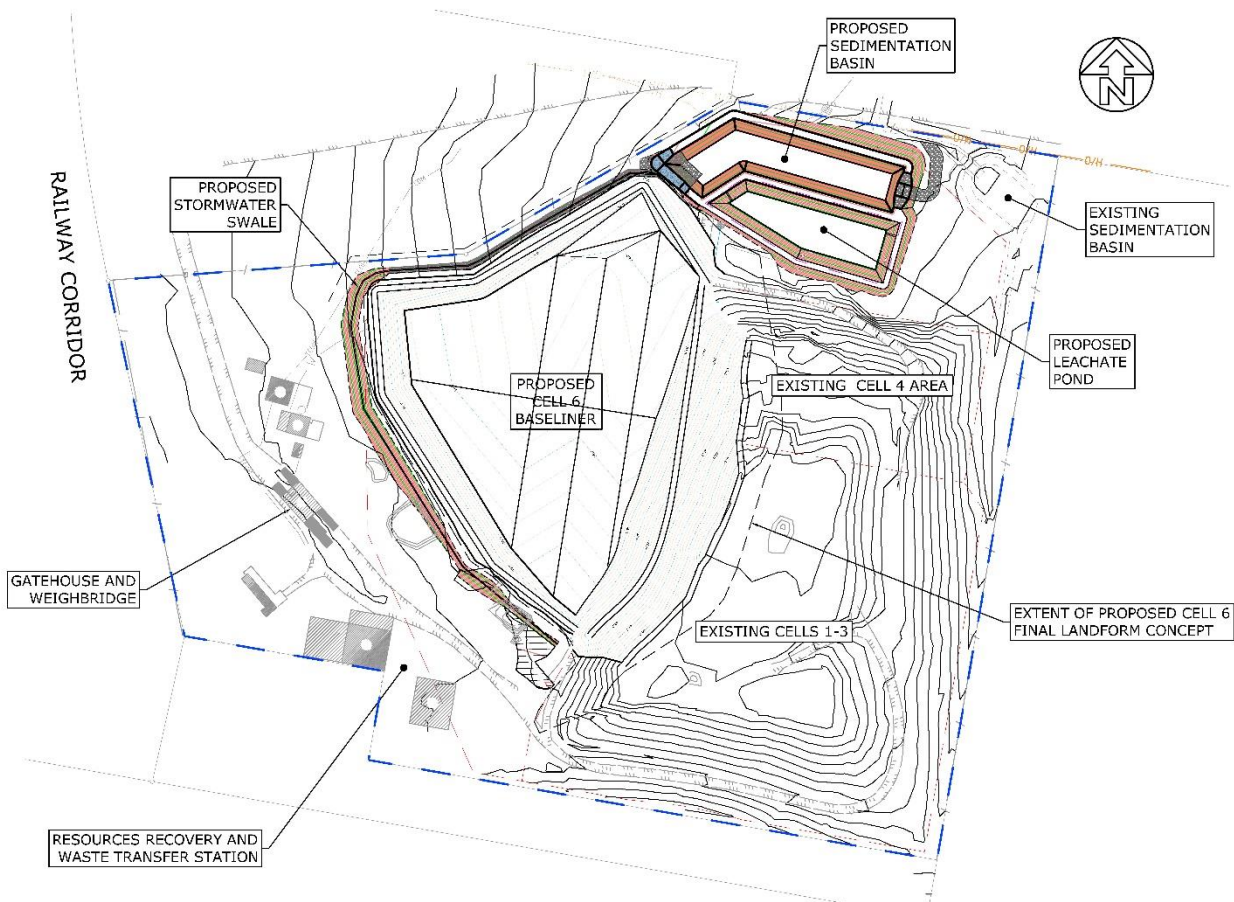 PROPOSED
SEDIMENTATION
BASIN
N
O/H
O/H
O/H
RAILWAY CORRIDOR
PROPOSED
STORMWATER
SWALE
EXISTING
SEDIMENTATION
BASIN
PROPOSED
LEACHATE
POND
PROPOSED
CELL 6
BASELINER
EXISTING CELL 4 AREA
GATEHOUSE AND
WEIGHBRIDGE
EXTENT OF PROPOSED CELL 6
FINAL LANDFORM CONCEPT
EXISTING CELLS 1-3
RESOURCES RECOVERY AND
WASTE TRANSFER STATION